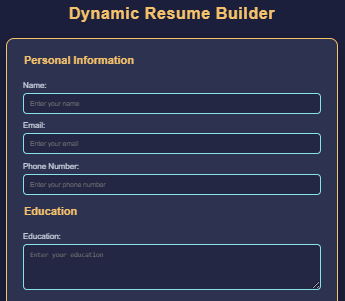 Dynamic Resume Builder
Personal Information
Name:
Enter your name
Email:
Enter your email
Phone Number:
Enter your phone number
Education
Education:
Enter your education